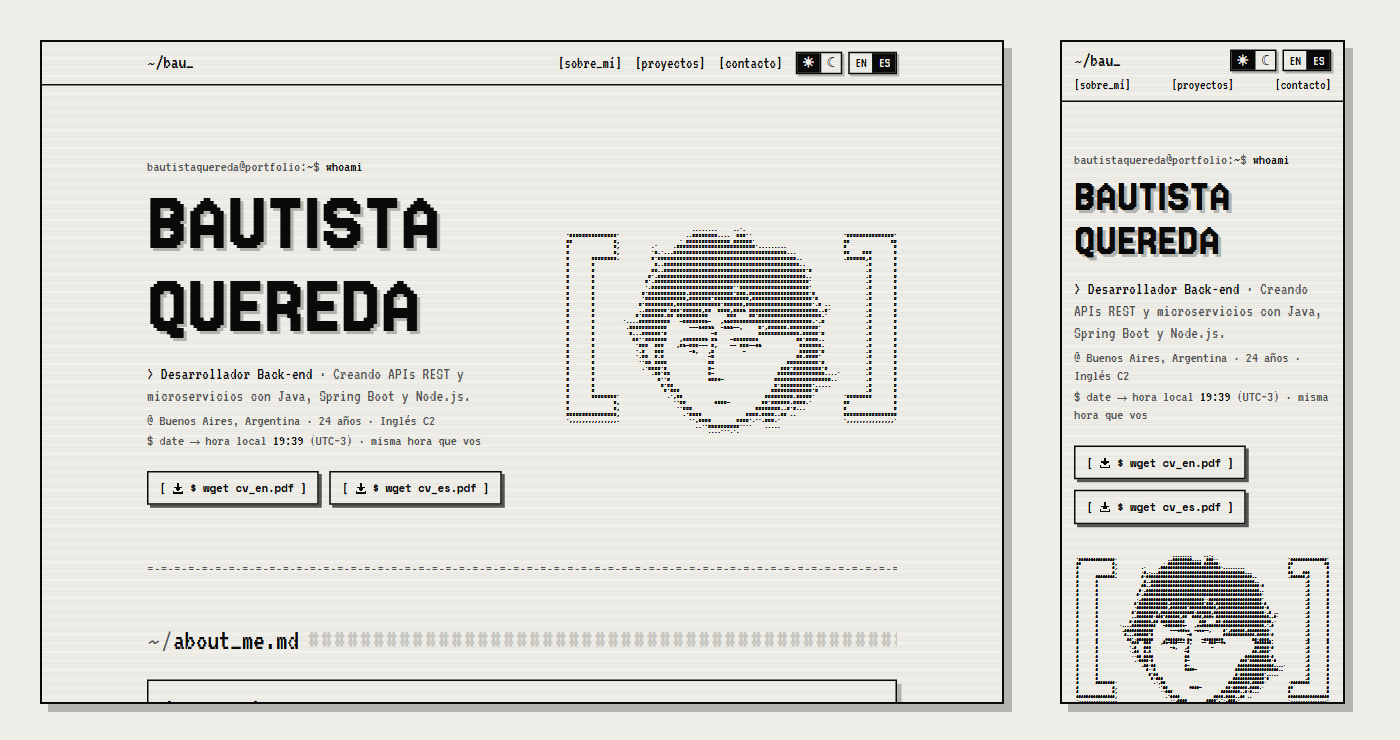 ~/bau_
[sobre_mí] [proyectos] [contacto] EN ES
bautistaquereda@portfolio:~$ whoami
BAUTISTA
QUEREDA
> Desarrollador Back-end · Creando APIs REST y
microservicios con Java, Spring Boot y Node.js.
@ Buenos Aires, Argentina · 24 años · Inglés C2
$ date → hora local 19:39 (UTC-3) · misma hora que vos
[ $ wget cv_en.pdf ] [ $ wget cv_es.pdf ]
~/about_me.md ##############################################
~/bau_
EN ES
[sobre_mí] [proyectos] [contacto]
bautistaquereda@portfolio:~$ whoami
BAUTISTA
QUEREDA
> Desarrollador Back-end · Creando
APIs REST y microservicios con Java,
Spring Boot y Node.js.
@ Buenos Aires, Argentina · 24 años ·
Inglés C2
$ date → hora local 19:39 (UTC-3) · misma
hora que vos
[ $ wget cv_en.pdf ]
[ $ wget cv_es.pdf ]